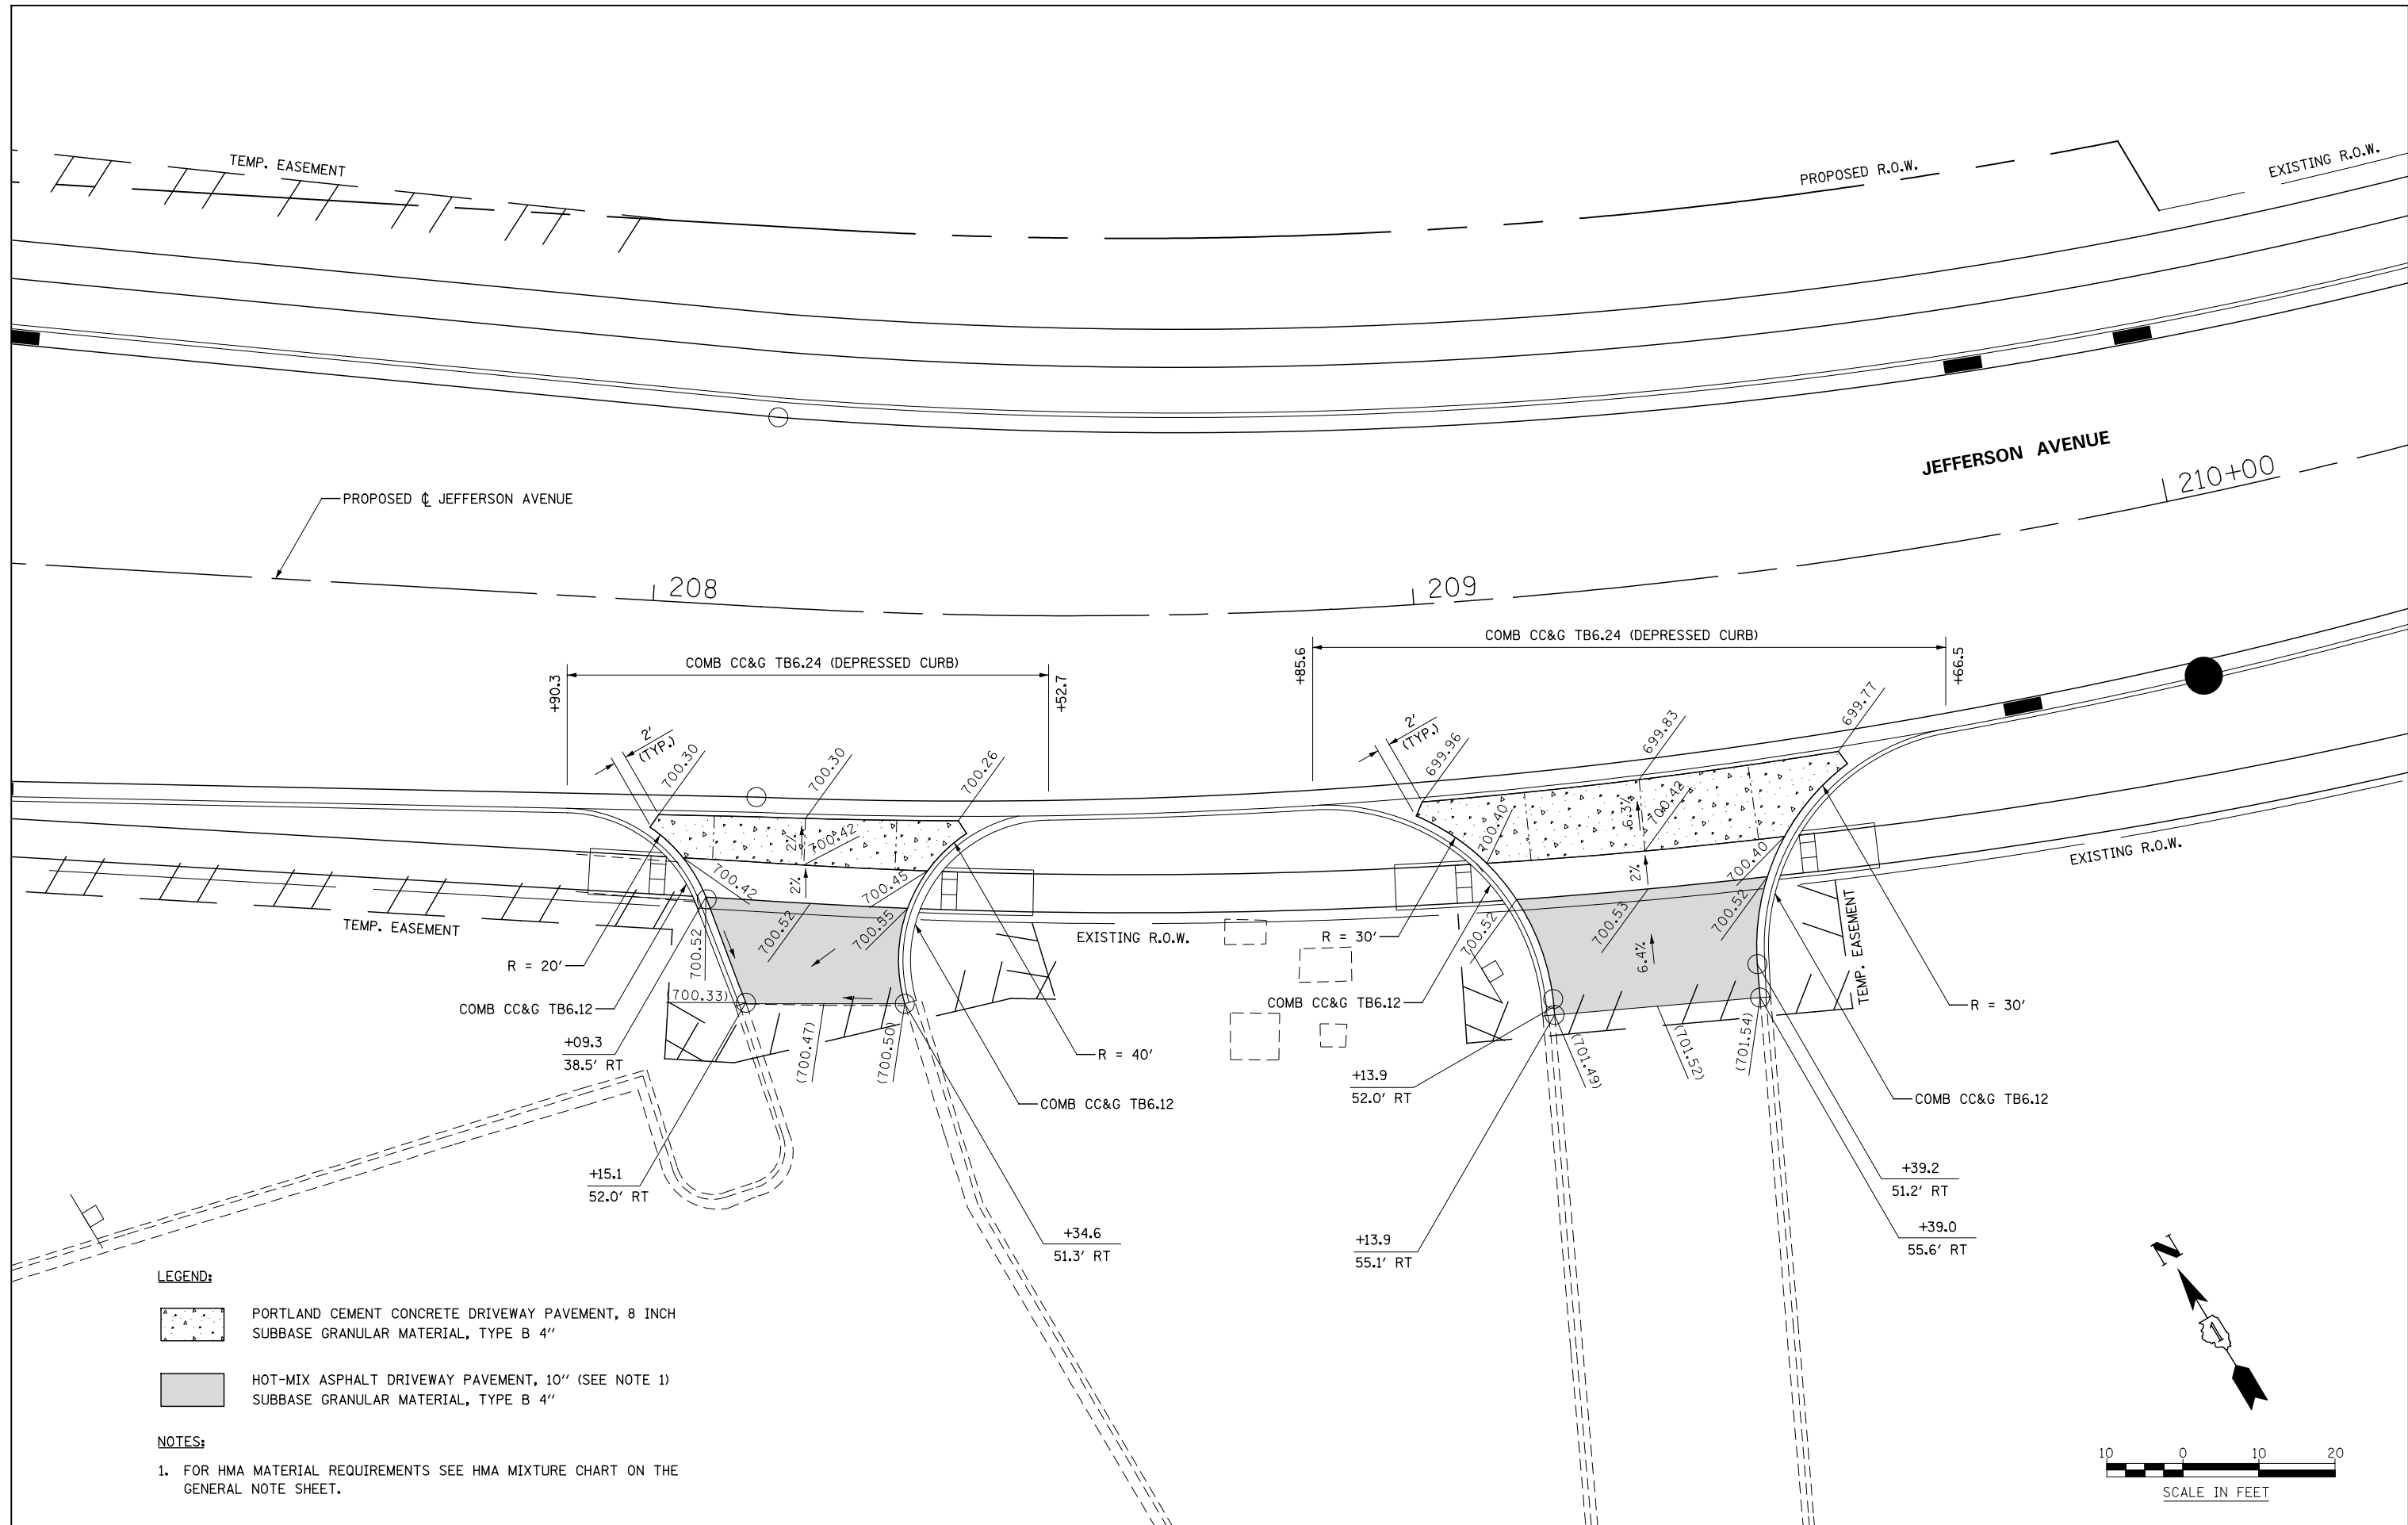 TEMP. EASEMENT
PROPOSED R.O.W.
EXISTING R.O.W.
JEFFERSON AVENUE
210+00
PROPOSED ℄ JEFFERSON AVENUE
208
209
COMB CC&G TB6.24 (DEPRESSED CURB)
COMB CC&G TB6.24 (DEPRESSED CURB)
+90.3
+52.7
+85.6
+66.5
2'
(TYP.)
700.30
700.30
700.26
2'
(TYP.)
699.96
699.83
699.77
2%
700.42
700.40
6.3%
700.42
700.42
2%
700.45
2%
700.40
EXISTING R.O.W.
TEMP. EASEMENT
700.52
700.52
700.55
EXISTING R.O.W.
R = 30'
700.52
700.53
6.4%
700.52
TEMP. EASEMENT
R = 20'
(700.33)
COMB CC&G TB6.12
COMB CC&G TB6.12
R = 30'
+09.3
38.5' RT
(700.47)
(700.50)
R = 40'
COMB CC&G TB6.12
+13.9
52.0' RT
(701.49)
(701.52)
(701.54)
COMB CC&G TB6.12
+15.1
52.0' RT
+39.2
51.2' RT
+34.6
51.3' RT
+13.9
55.1' RT
+39.0
55.6' RT
N
1
LEGEND:
PORTLAND CEMENT CONCRETE DRIVEWAY PAVEMENT, 8 INCH
SUBBASE GRANULAR MATERIAL, TYPE B 4"
HOT-MIX ASPHALT DRIVEWAY PAVEMENT, 10" (SEE NOTE 1)
SUBBASE GRANULAR MATERIAL, TYPE B 4"
NOTES:
1. FOR HMA MATERIAL REQUIREMENTS SEE HMA MIXTURE CHART ON THE
GENERAL NOTE SHEET.
10 0 10 20
SCALE IN FEET